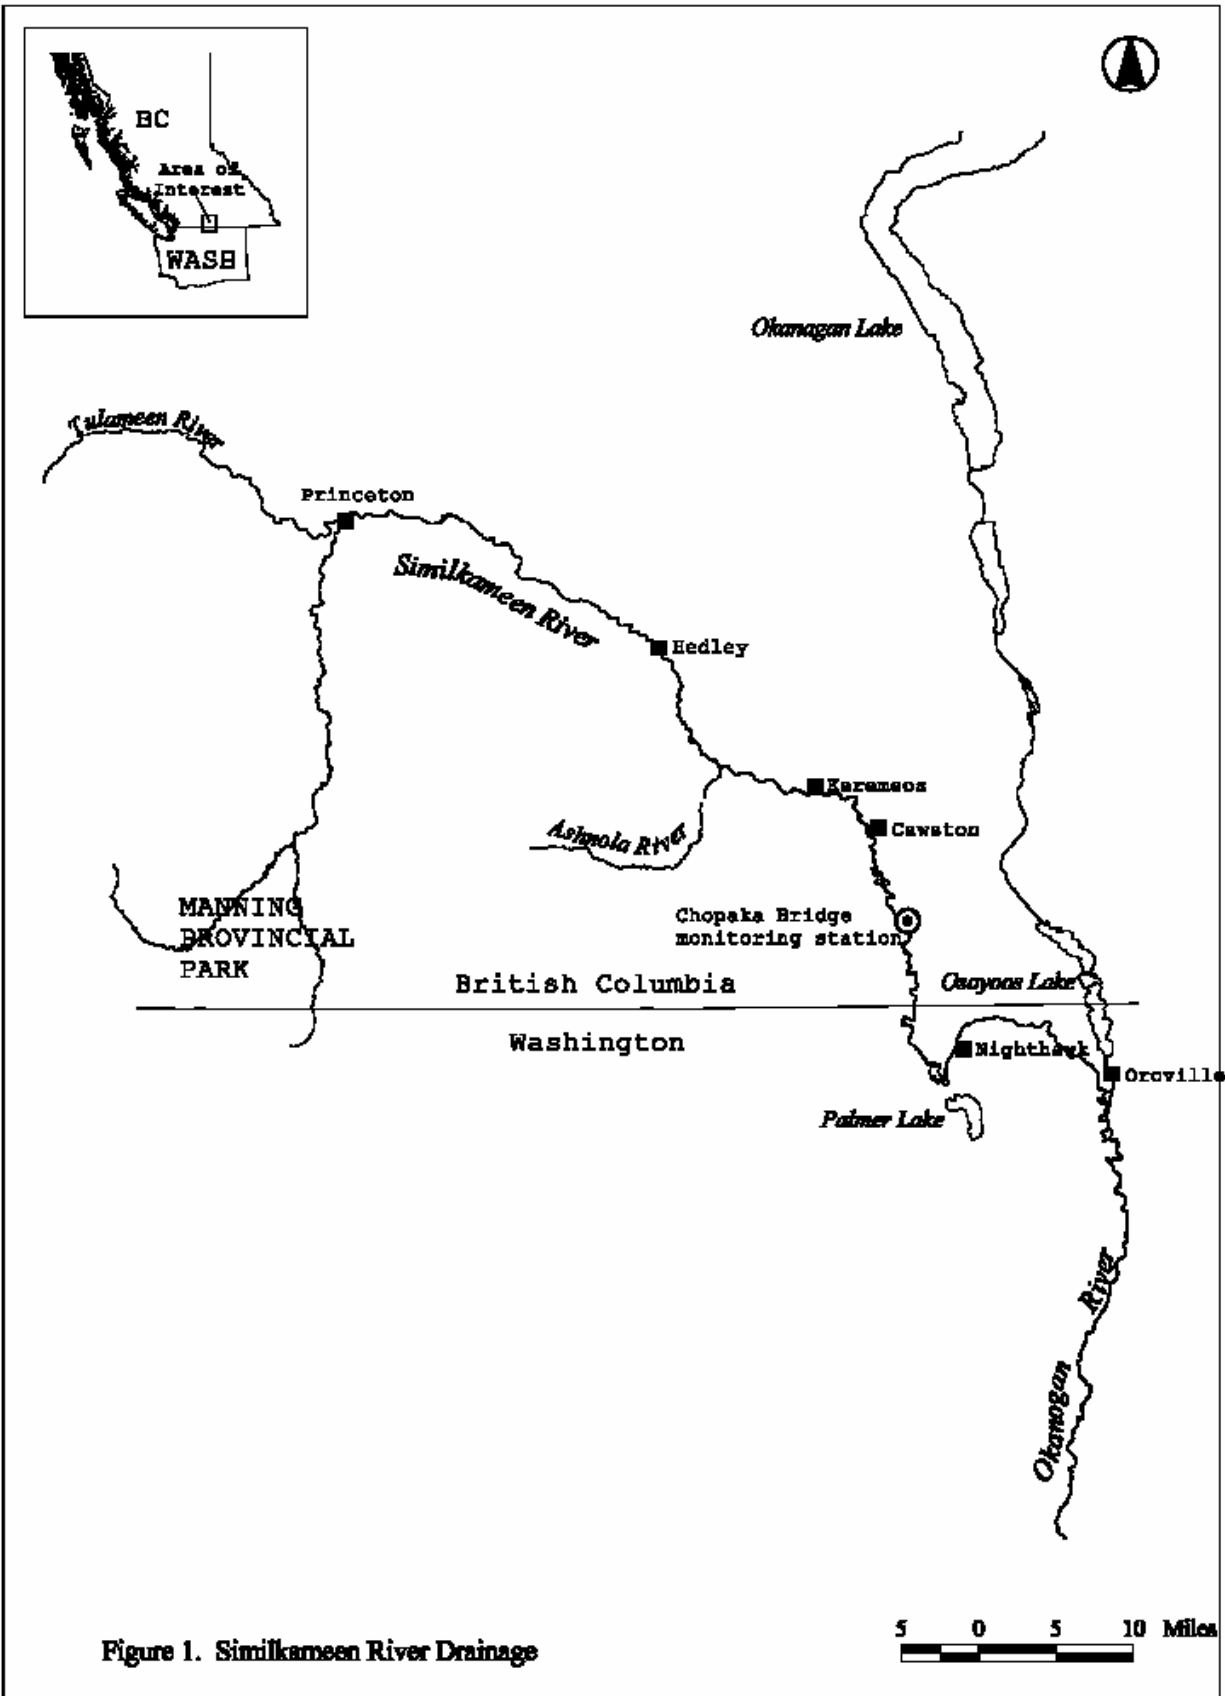 BC
Area of
Interest
WASH
Okanagan Lake
Tulameen River
Princeton
Similkameen River
Hedley
Keremeos
Ashnola River
Cawston
MANNING
PROVINCIAL
PARK
Chopaka Bridge
monitoring station
British Columbia
Osoyoos Lake
Washington
Nighthawk
Oroville
Palmer Lake
Okanogan River
5 0 5 10 Miles
Figure 1. Similkameen River Drainage